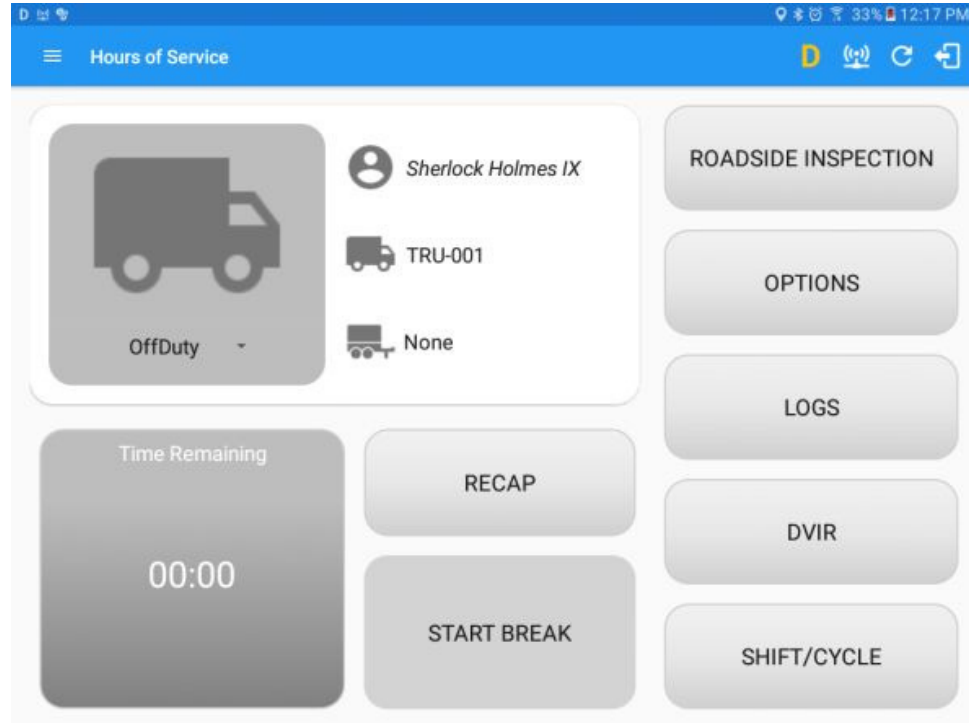 D 33% 12:17 PM
Hours of Service
D
Sherlock Holmes IX
TRU-001
OffDuty
None
ROADSIDE INSPECTION
OPTIONS
LOGS
DVIR
SHIFT/CYCLE
Time Remaining
00:00
RECAP
START BREAK